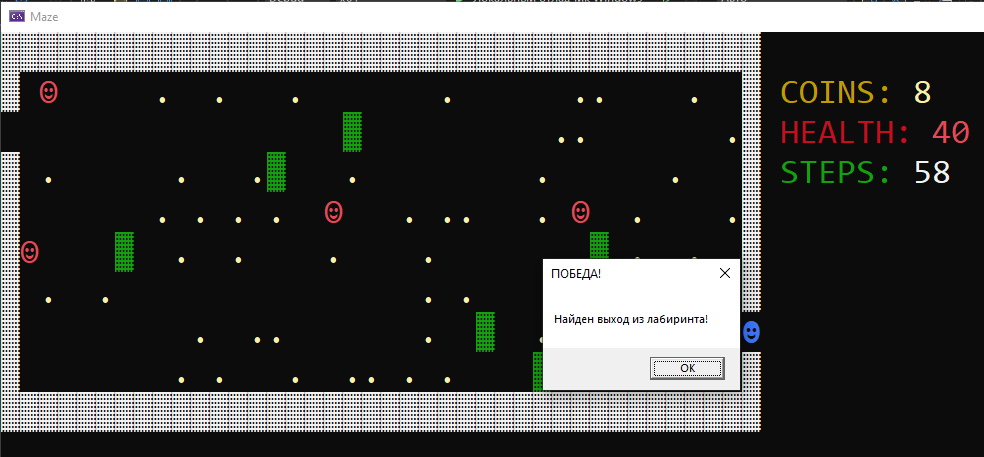 Maze
COINS: 8
HEALTH: 40
STEPS: 58
ПОБЕДА!
Найден выход из лабиринта!
OK